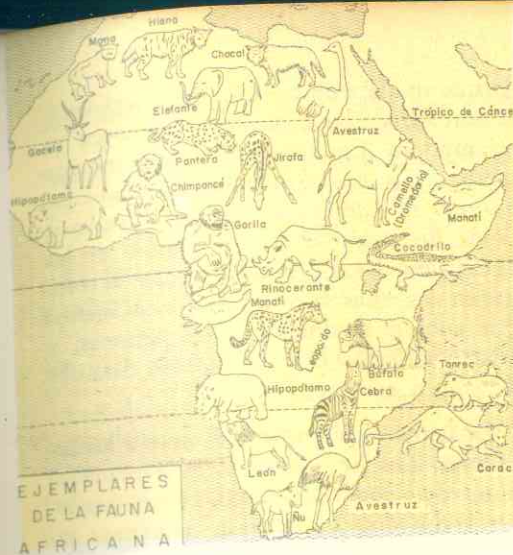 Hiena
Mono
Chacal
Elefante
Trópico de Cánce
Avestruz
Gacela
Pantera
Jirafa
Chimpancé
Camello
(Dromedario)
Hipopótamo
Manatí
Gorila
Cocodrilo
Rinoceronte
Manatí
Leopardo
Búfalo
Tanrec
Hipopótamo
Cebra
León
Carac
Ñu
Avestruz
EJEMPLARES
DE LA FAUNA
AFRICANA